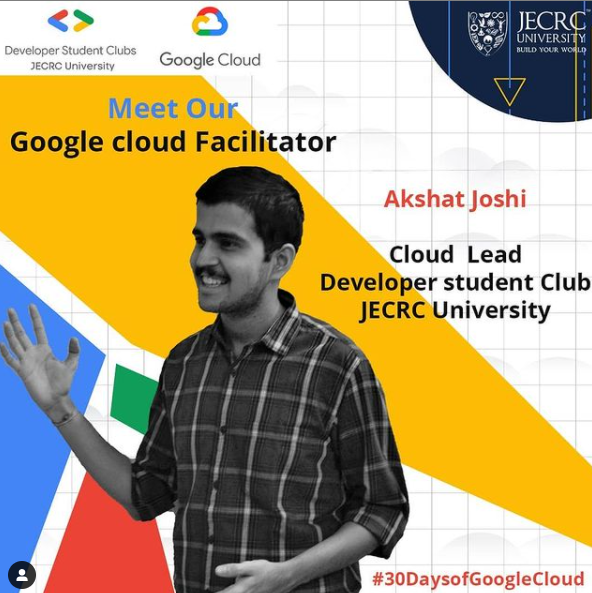 Developer Student Clubs
JECRC University
Google Cloud
JECRC
UNIVERSITY
BUILD YOUR WORLD
TM
Meet Our
Google cloud Facilitator
Akshat Joshi
Cloud Lead
Developer student Club
JECRC University
#30DaysofGoogleCloud